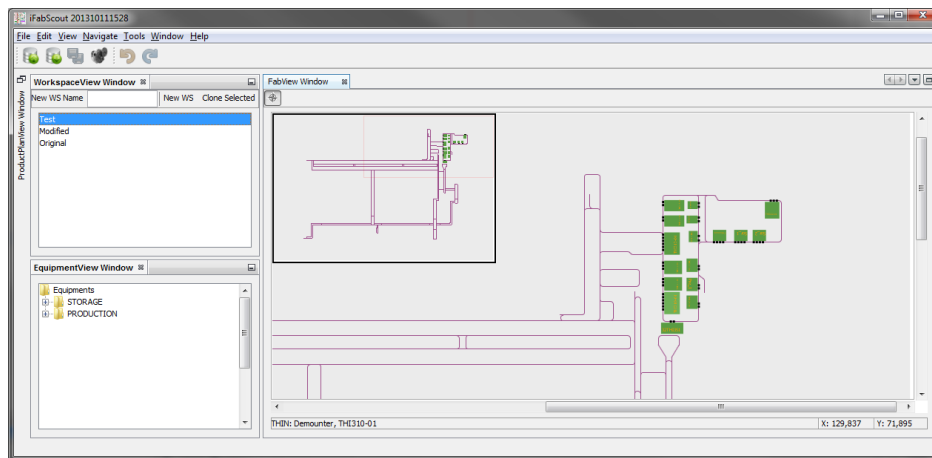 iFabScout 201310111528
File Edit View Navigate Tools Window Help
ProductPlanView Window
WorkspaceView Window
New WS Name New WS Clone Selected
Test
Modified
Original
EquipmentView Window
Equipments
STORAGE
PRODUCTION
FabView Window
THIN: Demounter, THI310-01
X: 129,837 Y: 71,895